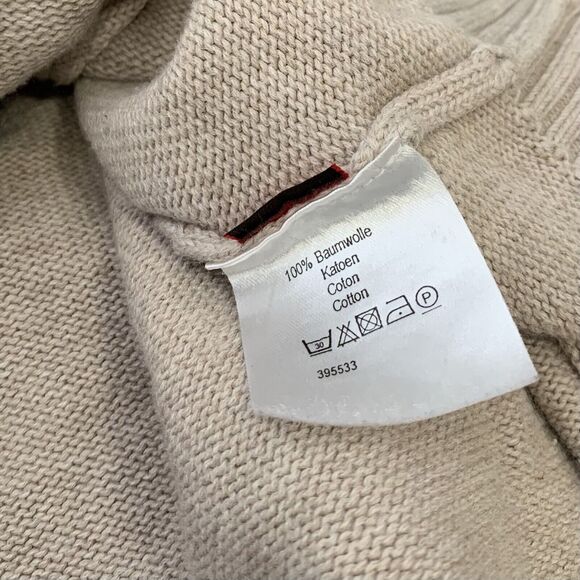 100% Baumwolle
Katoen
Coton
Cotton
30 P
395533